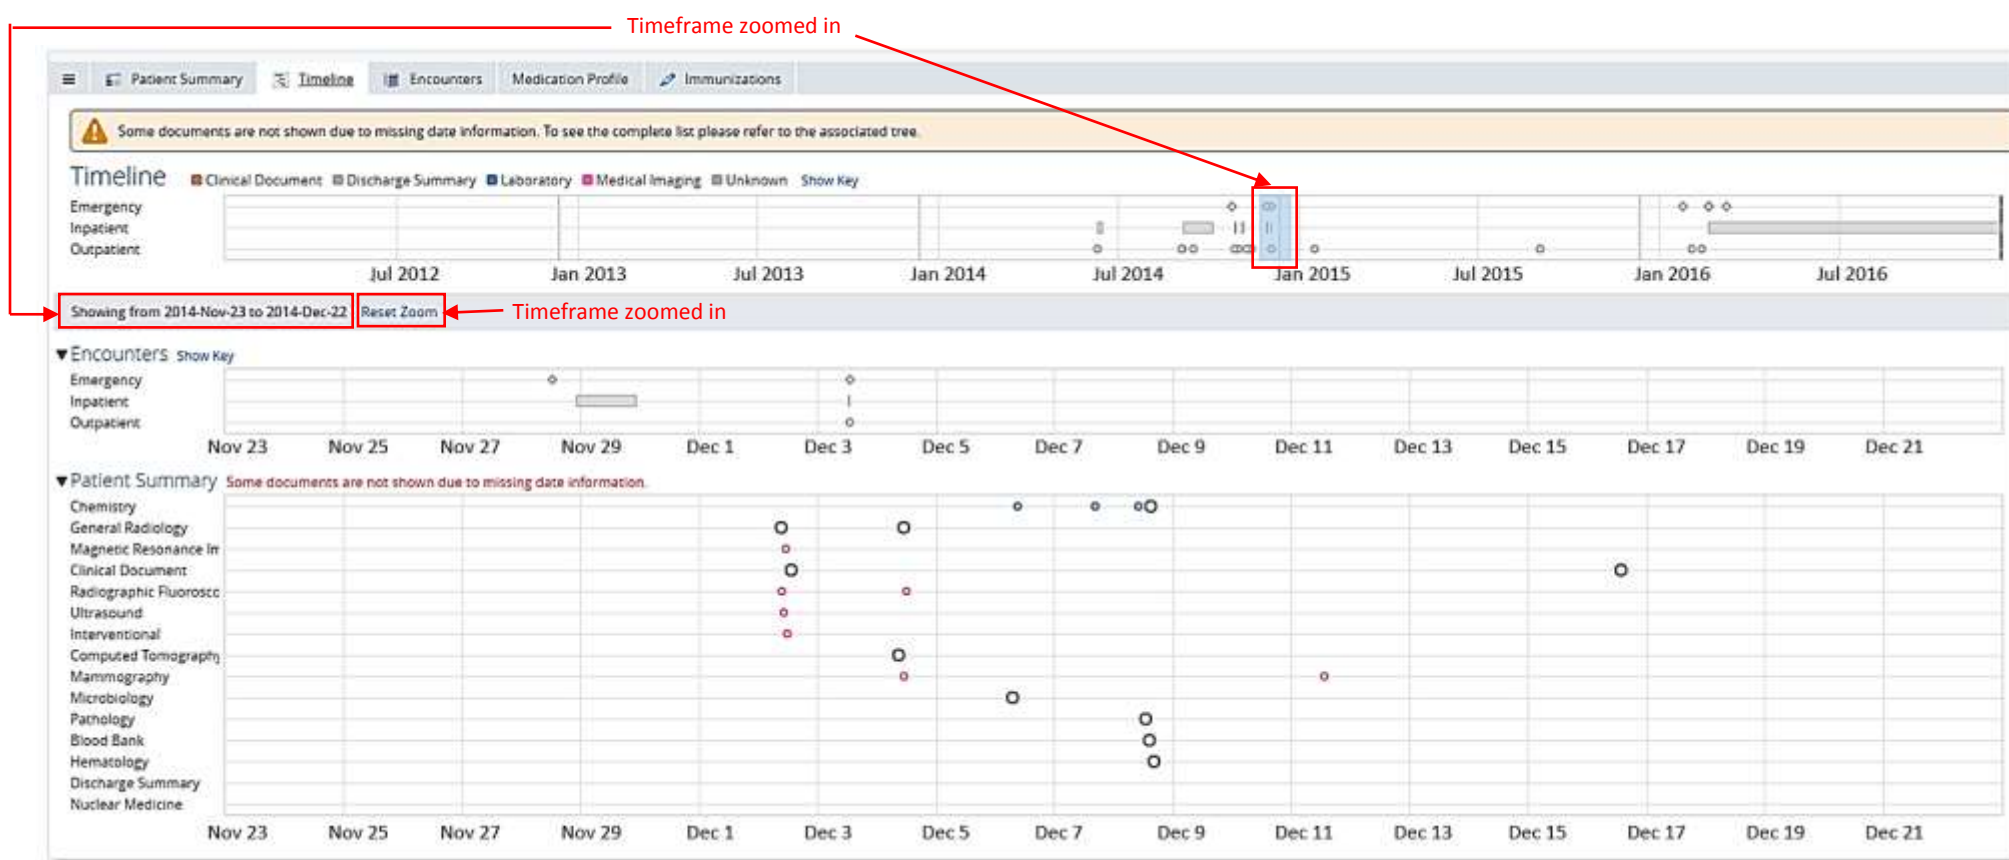 Timeframe zoomed in
Patient Summary Timeline Encounters Medication Profile Immunizations
Some documents are not shown due to missing date information. To see the complete list please refer to the associated tree.
Timeline Clinical Document Discharge Summary Laboratory Medical Imaging Unknown Show Key
Emergency
Inpatient
Outpatient
Jul 2012 Jan 2013 Jul 2013 Jan 2014 Jul 2014 Jan 2015 Jul 2015 Jan 2016 Jul 2016
Showing from 2014-Nov-23 to 2014-Dec-22 Reset Zoom Timeframe zoomed in
Encounters Show Key
Emergency
Inpatient
Outpatient
Nov 23 Nov 25 Nov 27 Nov 29 Dec 1 Dec 3 Dec 5 Dec 7 Dec 9 Dec 11 Dec 13 Dec 15 Dec 17 Dec 19 Dec 21
Patient Summary Some documents are not shown due to missing date information.
Chemistry
General Radiology
Magnetic Resonance Im
Clinical Document
Radiographic Fluorosco
Ultrasound
Interventional
Computed Tomography
Mammography
Microbiology
Pathology
Blood Bank
Hematology
Discharge Summary
Nuclear Medicine
Nov 23 Nov 25 Nov 27 Nov 29 Dec 1 Dec 3 Dec 5 Dec 7 Dec 9 Dec 11 Dec 13 Dec 15 Dec 17 Dec 19 Dec 21